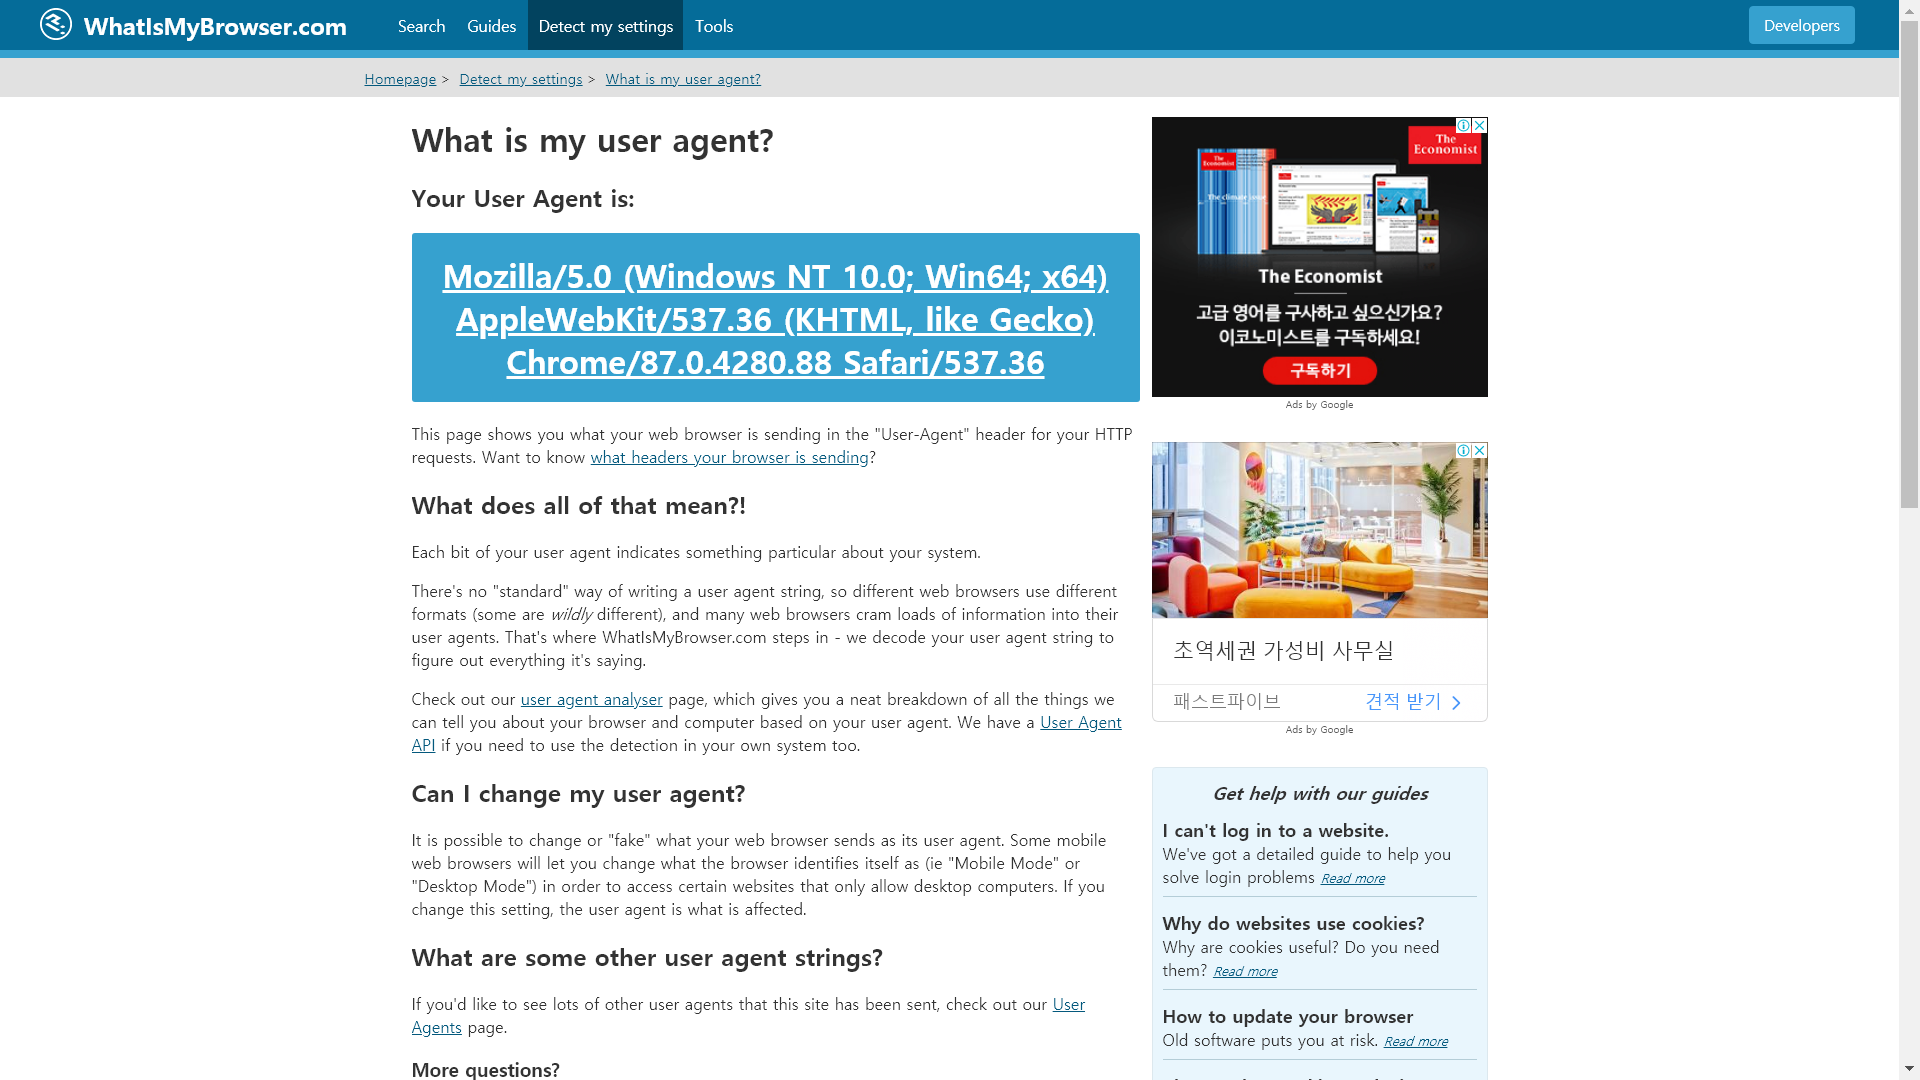 WhatIsMyBrowser.com
Search
Guides
Detect my settings
Tools
Developers
Homepage > Detect my settings > What is my user agent?
What is my user agent?
Your User Agent is:
Mozilla/5.0 (Windows NT 10.0; Win64; x64)
AppleWebKit/537.36 (KHTML, like Gecko)
Chrome/87.0.4280.88 Safari/537.36
This page shows you what your web browser is sending in the "User-Agent" header for your HTTP
requests. Want to know what headers your browser is sending?
What does all of that mean?!
Each bit of your user agent indicates something particular about your system.
There's no "standard" way of writing a user agent string, so different web browsers use different
formats (some are wildly different), and many web browsers cram loads of information into their
user agents. That's where WhatIsMyBrowser.com steps in - we decode your user agent string to
figure out everything it's saying.
Check out our user agent analyser page, which gives you a neat breakdown of all the things we
can tell you about your browser and computer based on your user agent. We have a User Agent
API if you need to use the detection in your own system too.
Can I change my user agent?
It is possible to change or "fake" what your web browser sends as its user agent. Some mobile
web browsers will let you change what the browser identifies itself as (ie "Mobile Mode" or
"Desktop Mode") in order to access certain websites that only allow desktop computers. If you
change this setting, the user agent is what is affected.
What are some other user agent strings?
If you'd like to see lots of other user agents that this site has been sent, check out our User
Agents page.
More questions?
The
Economist
The
Economist
The climate issue
The Economist
고급 영어를 구사하고 싶으신가요?
이코노미스트를 구독하세요!
구독하기
Ads by Google
초역세권 가성비 사무실
패스트파이브
견적 받기
Ads by Google
Get help with our guides
I can't log in to a website.
We've got a detailed guide to help you
solve login problems Read more
Why do websites use cookies?
Why are cookies useful? Do you need
them? Read more
How to update your browser
Old software puts you at risk. Read more